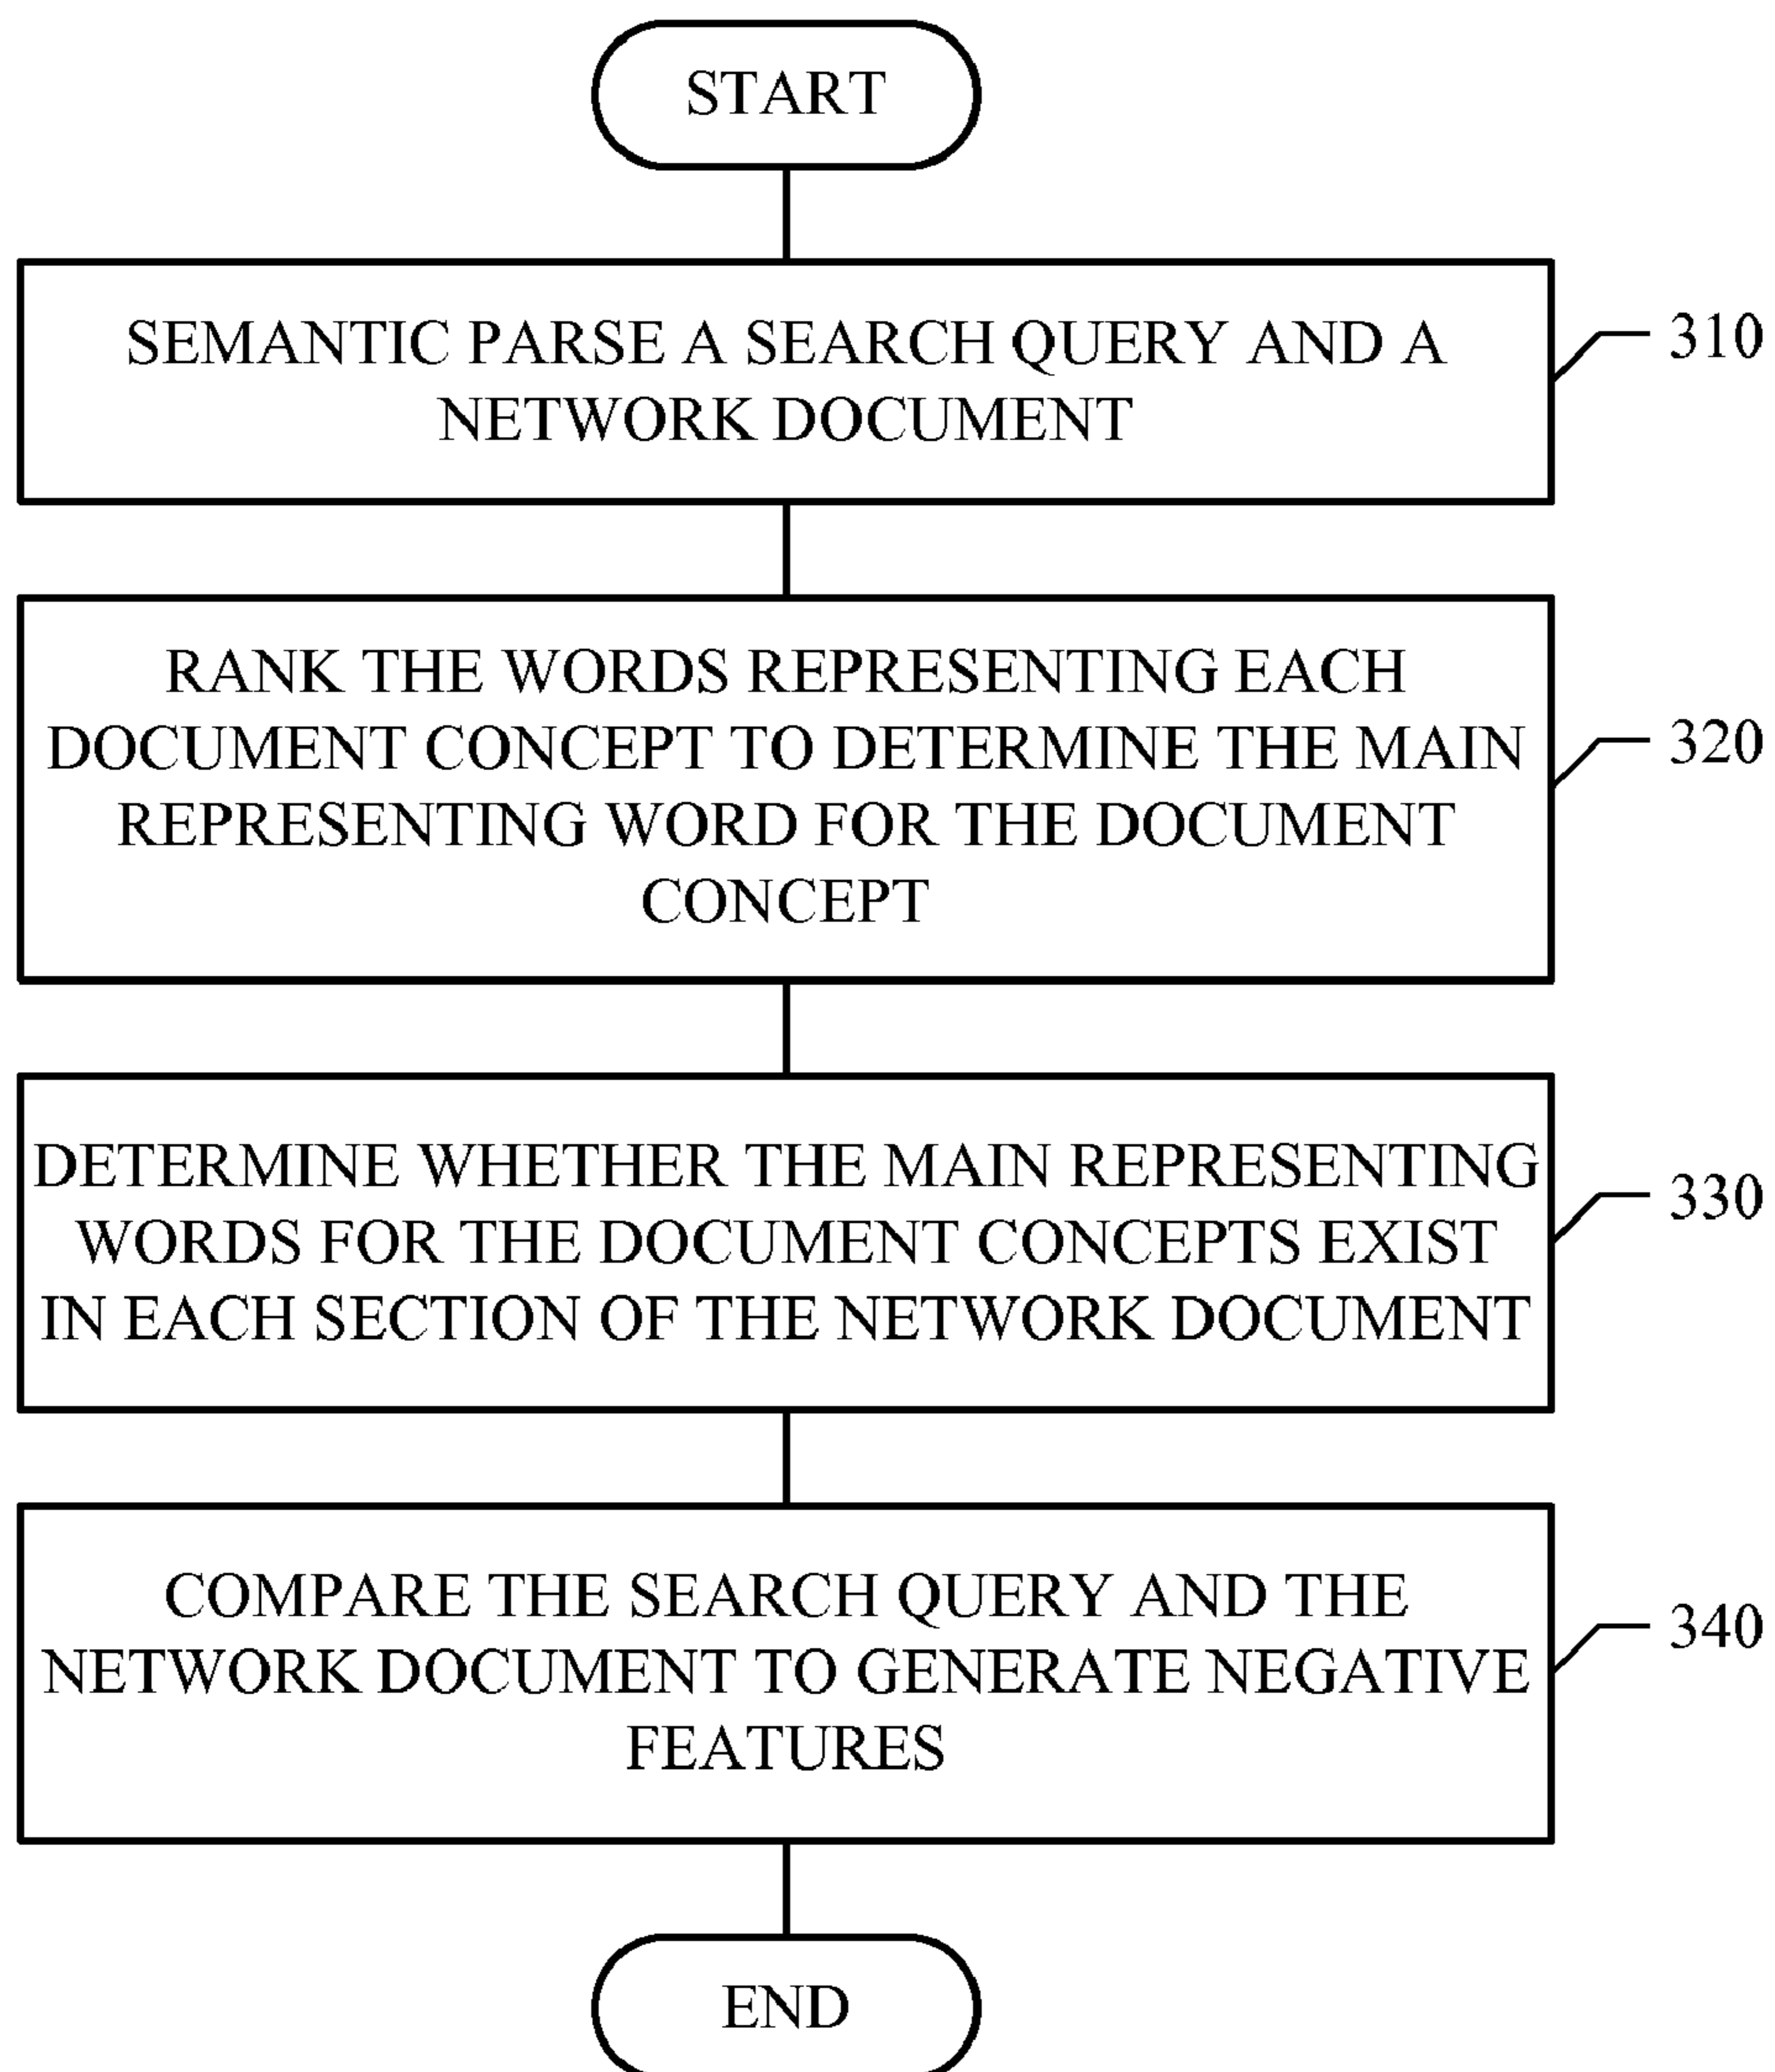 START
SEMANTIC PARSE A SEARCH QUERY AND A
NETWORK DOCUMENT
310
RANK THE WORDS REPRESENTING EACH
DOCUMENT CONCEPT TO DETERMINE THE MAIN
REPRESENTING WORD FOR THE DOCUMENT
CONCEPT
320
DETERMINE WHETHER THE MAIN REPRESENTING
WORDS FOR THE DOCUMENT CONCEPTS EXIST
IN EACH SECTION OF THE NETWORK DOCUMENT
330
COMPARE THE SEARCH QUERY AND THE
NETWORK DOCUMENT TO GENERATE NEGATIVE
FEATURES
340
END